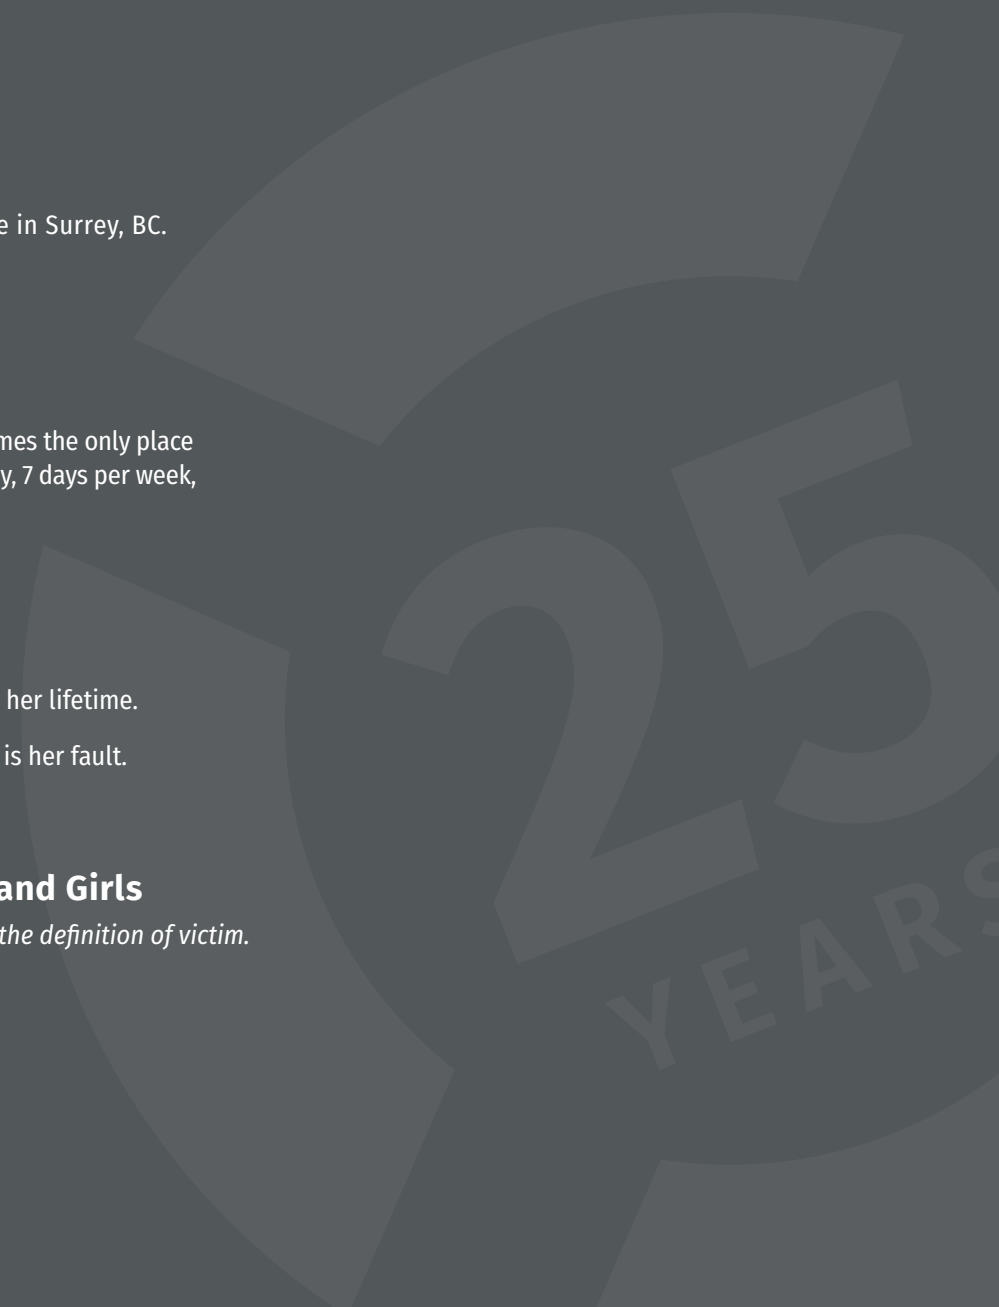 e in Surrey, BC.
mes the only place
y, 7 days per week,
her lifetime.
is her fault.
and Girls
the definition of victim.
25
YEARS